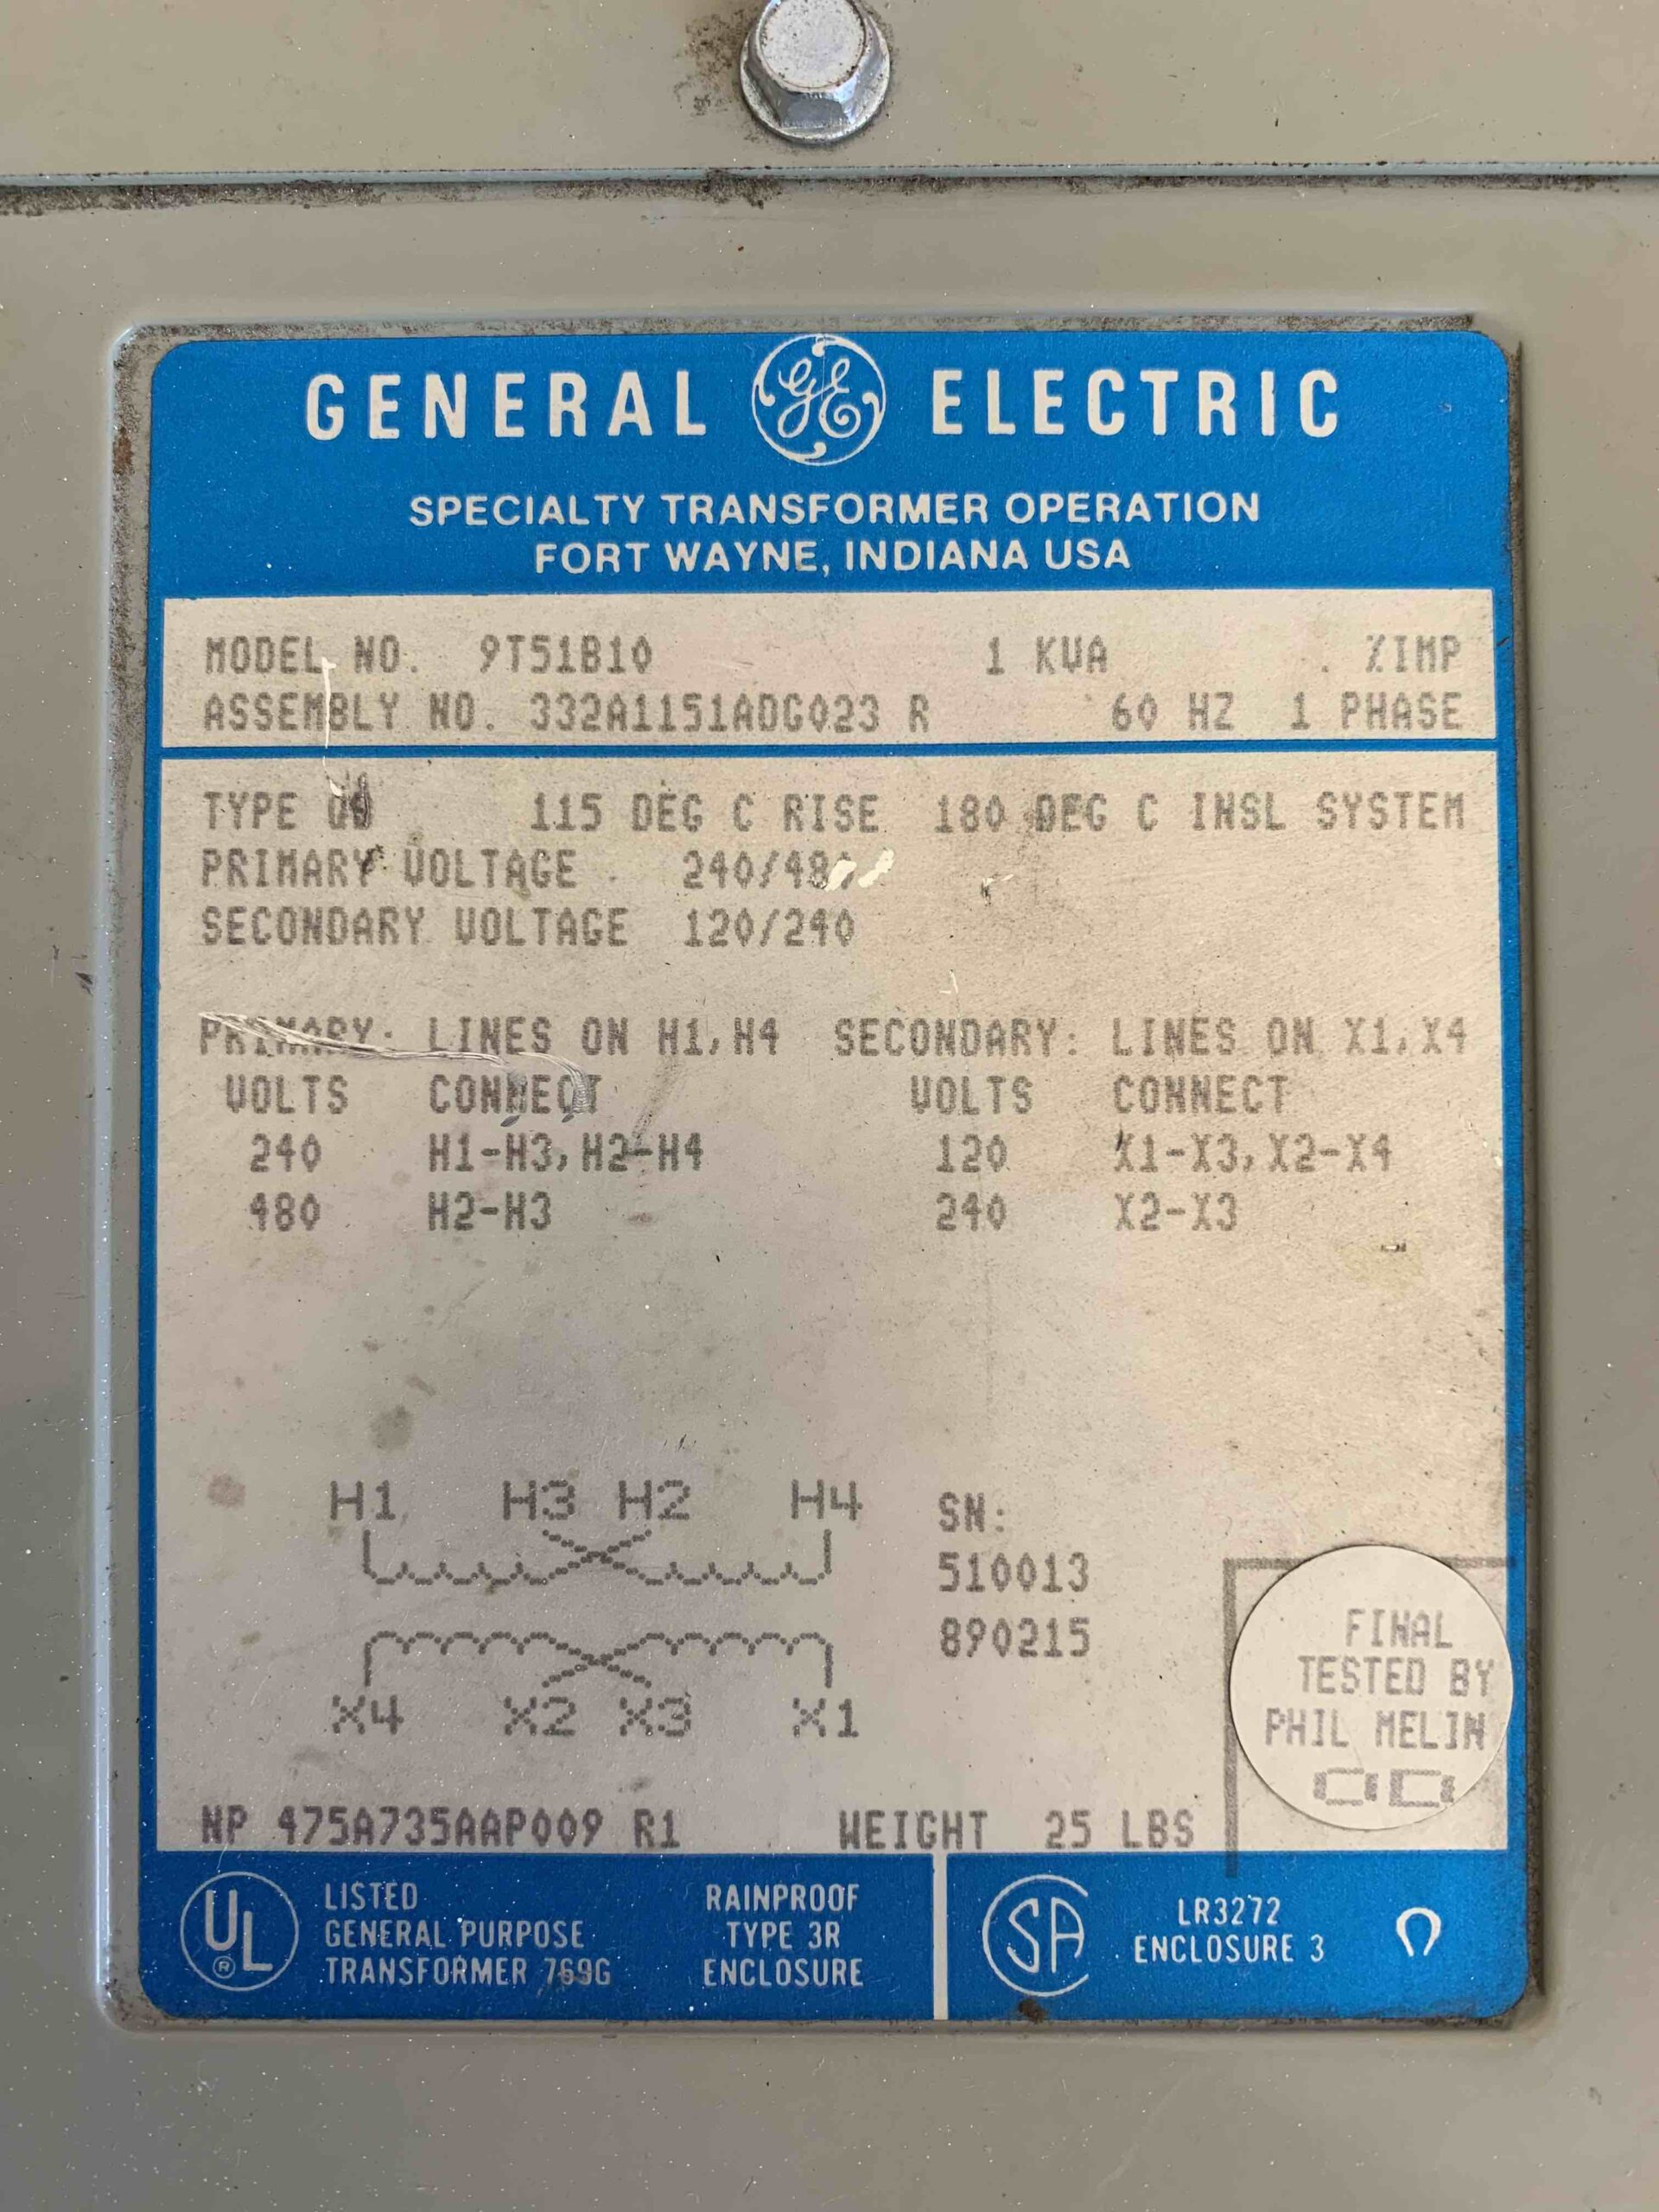 GENERAL GE ELECTRIC
SPECIALTY TRANSFORMER OPERATION
FORT WAYNE, INDIANA USA
MODEL NO. 9T51B10 1 KVA . %IMP
ASSEMBLY NO. 332A1151ADG023 R 60 HZ 1 PHASE
TYPE 115 DEG C RISE 180 DEG C INSL SYSTEM
PRIMARY VOLTAGE 240/480
SECONDARY VOLTAGE 120/240
PRIMARY: LINES ON H1,H4 SECONDARY: LINES ON X1,X4
VOLTS CONNECT VOLTS CONNECT
240 H1-H3,H2-H4 120 X1-X3,X2-X4
480 H2-H3 240 X2-X3
H1 H3 H2 H4
SN:
510013
890215
X4 X2 X3 X1
FINAL
TESTED BY
PHIL MELIN
NP 475A735AAP009 R1 WEIGHT 25 LBS
UL ®
LISTED
GENERAL PURPOSE
TRANSFORMER 769G
RAINPROOF
TYPE 3R
ENCLOSURE
SA
LR3272
ENCLOSURE 3